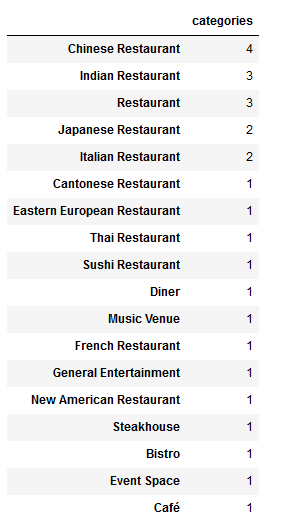 categories
Chinese Restaurant 4
Indian Restaurant 3
Restaurant 3
Japanese Restaurant 2
Italian Restaurant 2
Cantonese Restaurant 1
Eastern European Restaurant 1
Thai Restaurant 1
Sushi Restaurant 1
Diner 1
Music Venue 1
French Restaurant 1
General Entertainment 1
New American Restaurant 1
Steakhouse 1
Bistro 1
Event Space 1
Café 1